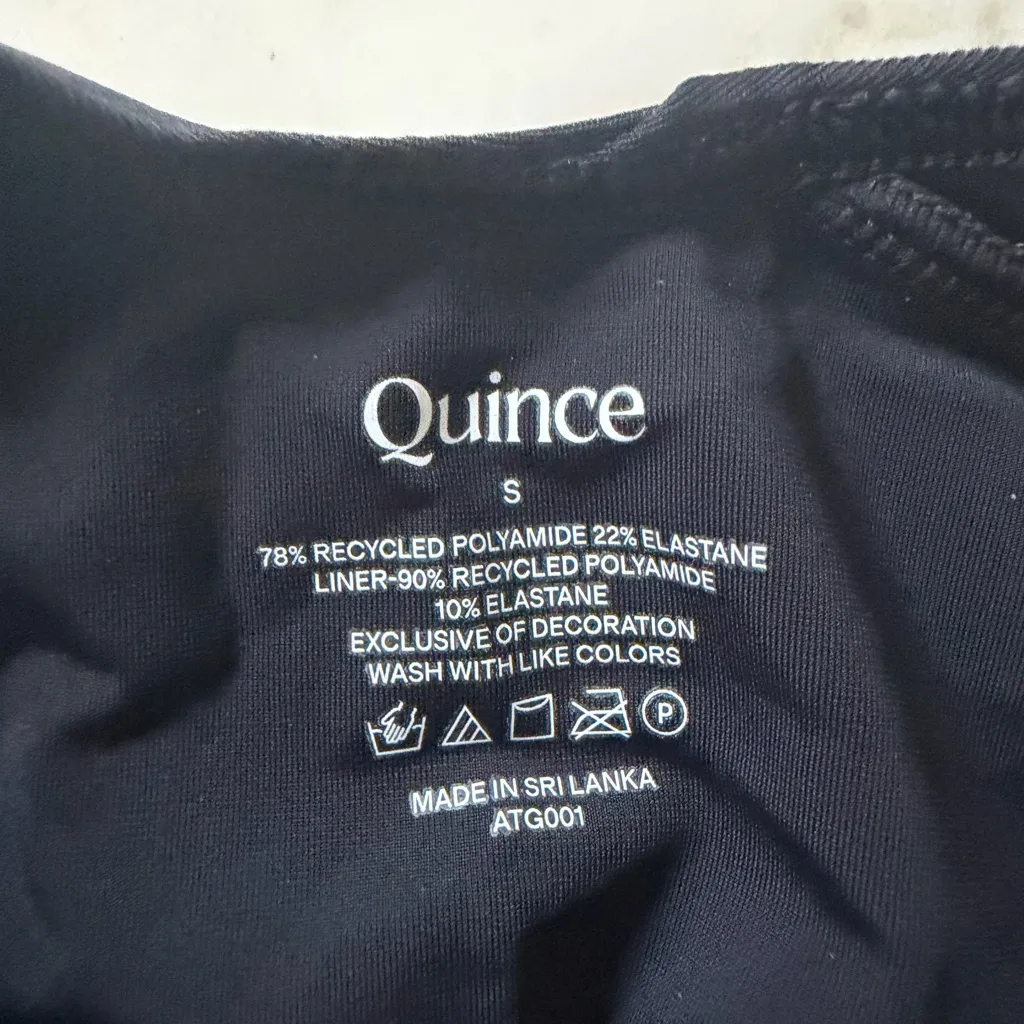 Quince
S
78% RECYCLED POLYAMIDE 22% ELASTANE
LINER-90% RECYCLED POLYAMIDE
10% ELASTANE
EXCLUSIVE OF DECORATION
WASH WITH LIKE COLORS
P
MADE IN SRI LANKA
ATG001